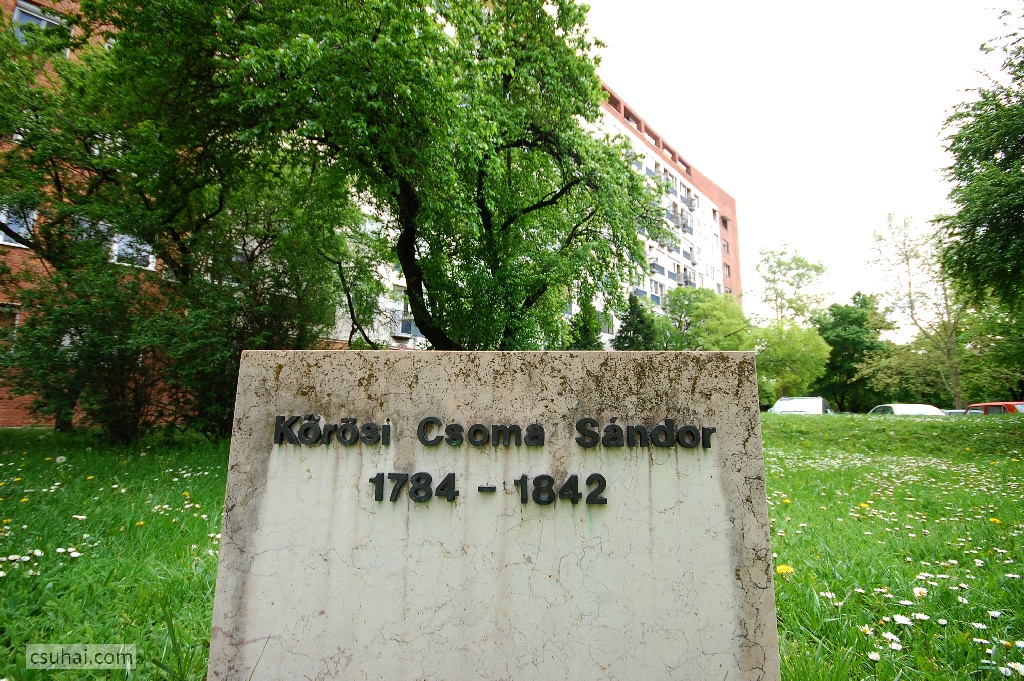 Kőrösi Csoma Sándor
1784 - 1842
csuhai.com